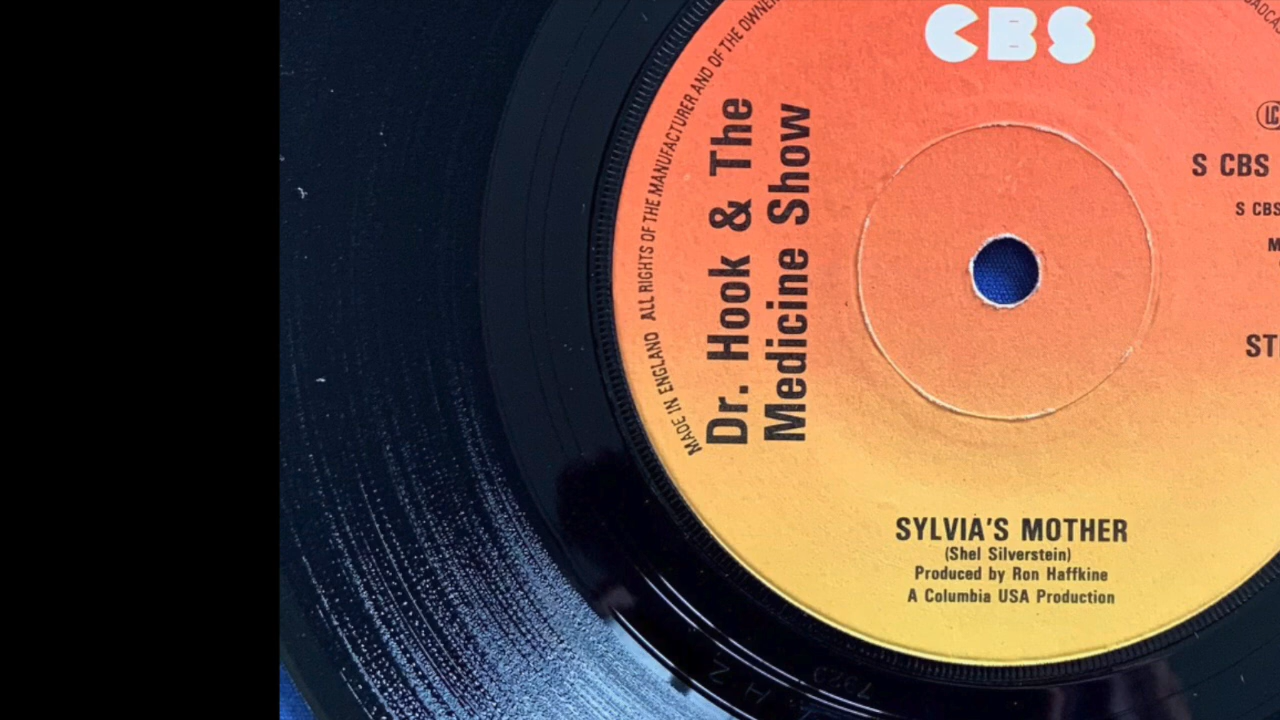 CBS
MADE IN ENGLAND ALL RIGHTS OF THE MANUFACTURER AND OF THE OWNER
Dr. Hook & The
Medicine Show
LC
S CBS
S CBS
SYLVIA'S MOTHER
(Shel Silverstein)
Produced by Ron Haffkine
A Columbia USA Production